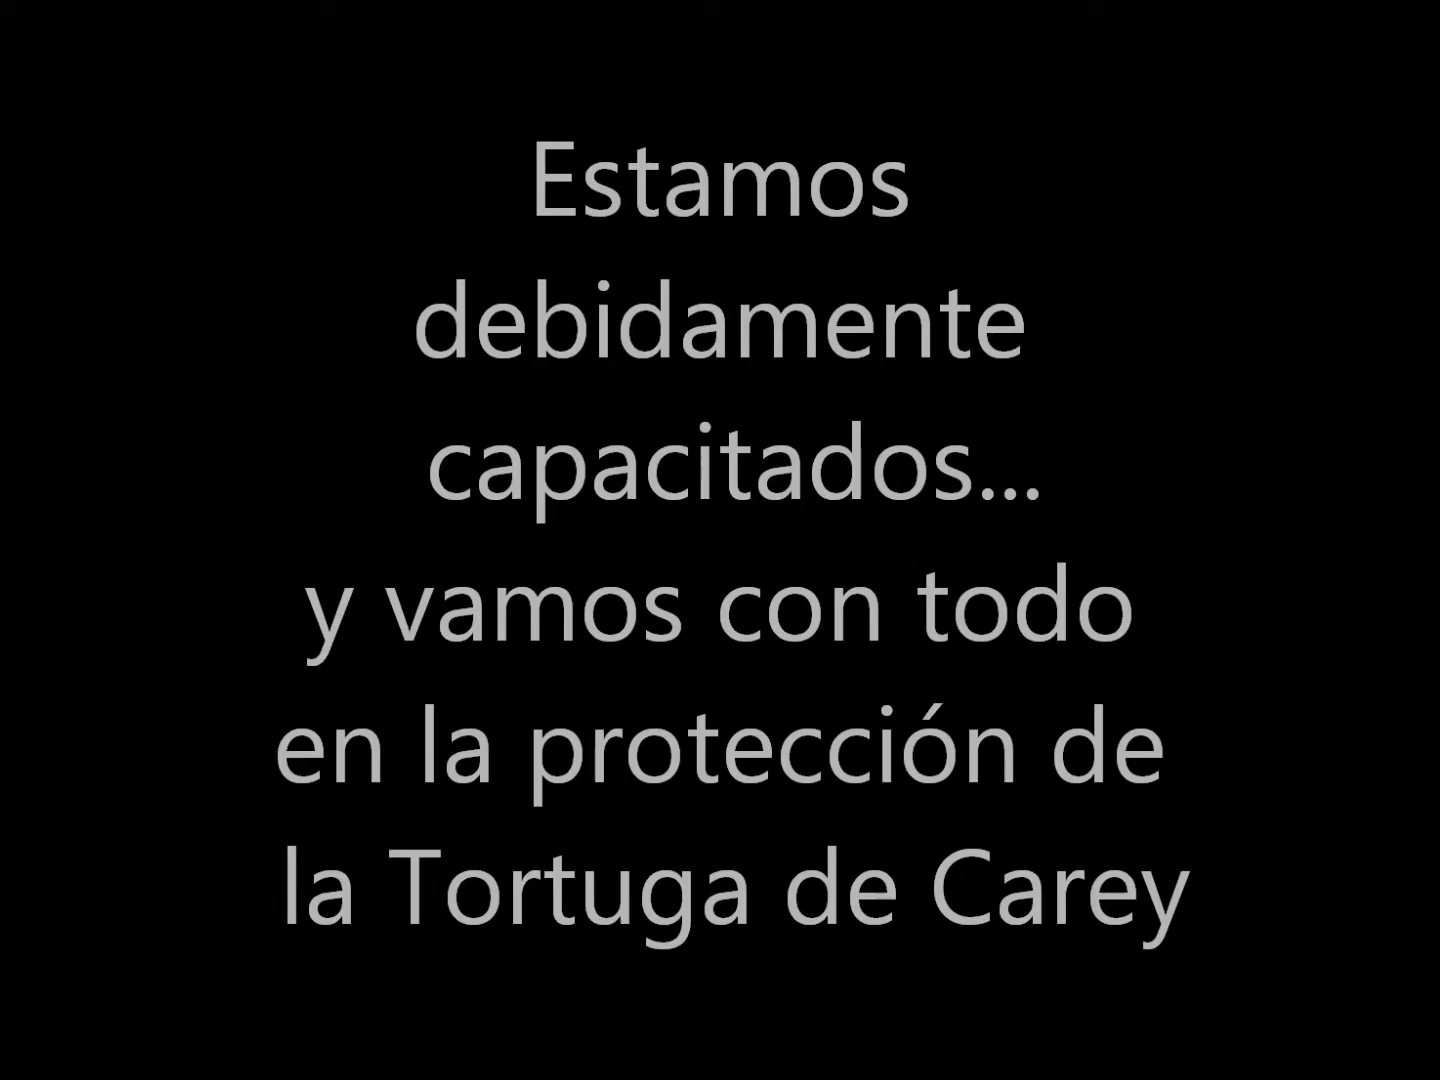 Estamos
debidamente
capacitados...
y vamos con todo
en la protección de
la Tortuga de Carey